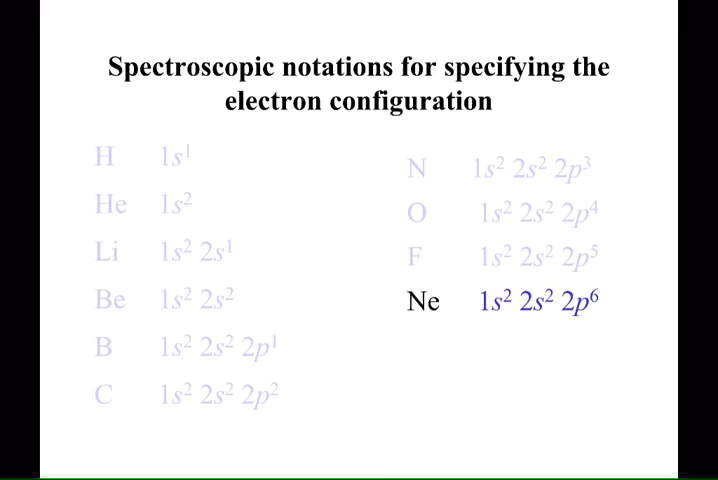 Spectroscopic notations for specifying the
electron configuration
H 1s¹
He 1s²
Li 1s² 2s¹
Be 1s² 2s²
B 1s² 2s² 2p¹
C 1s² 2s² 2p²
N 1s² 2s² 2p³
O 1s² 2s² 2p⁴
F 1s² 2s² 2p⁵
Ne 1s² 2s² 2p⁶